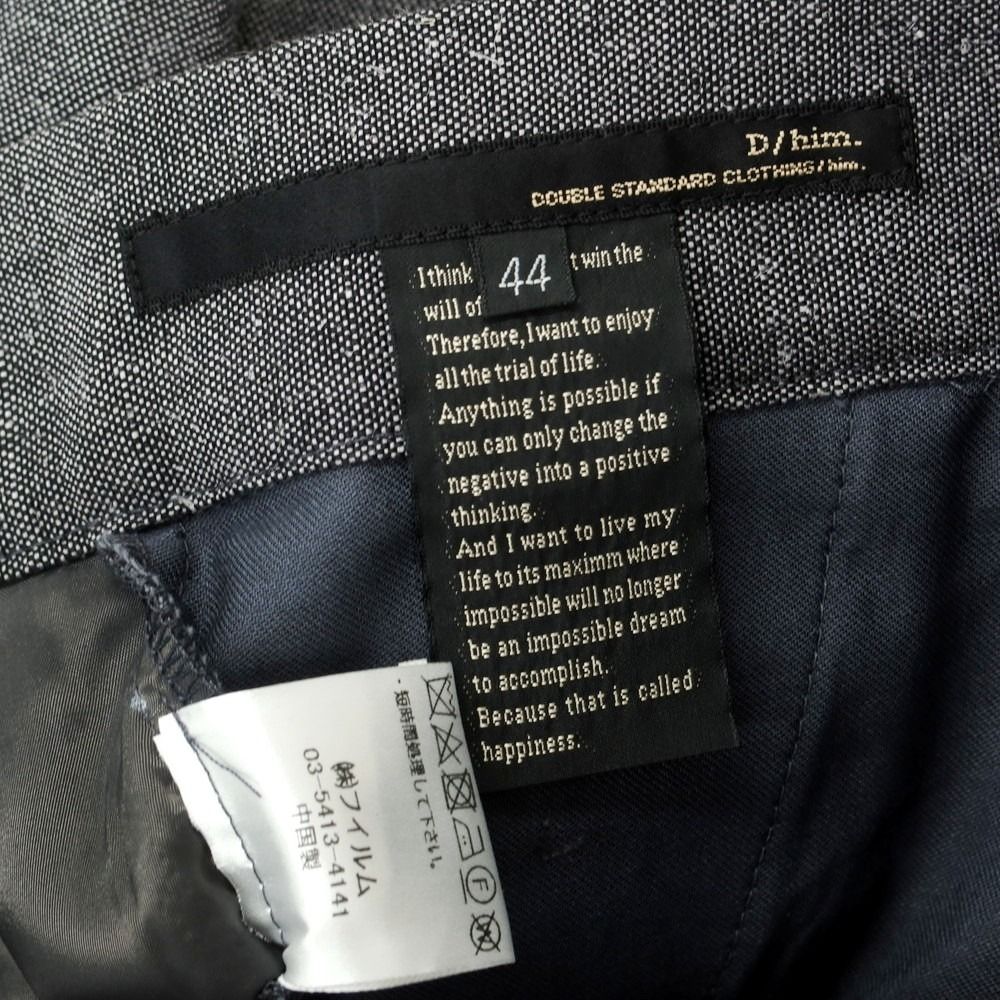 D/him.
DOUBLE STANDARD CLOTHING/him.
44
I think t win the
will of
Therefore, I want to enjoy
all the trial of life.
Anything is possible if
you can only change the
negative into a positive
thinking.
And I want to live my
life to its maximm where
impossible will no longer
be an impossible dream
to accomplish.
Because that is called
happiness.
・短時間処理して下さい。
㈱フィルム
03-5413-4141
中国製
F
W